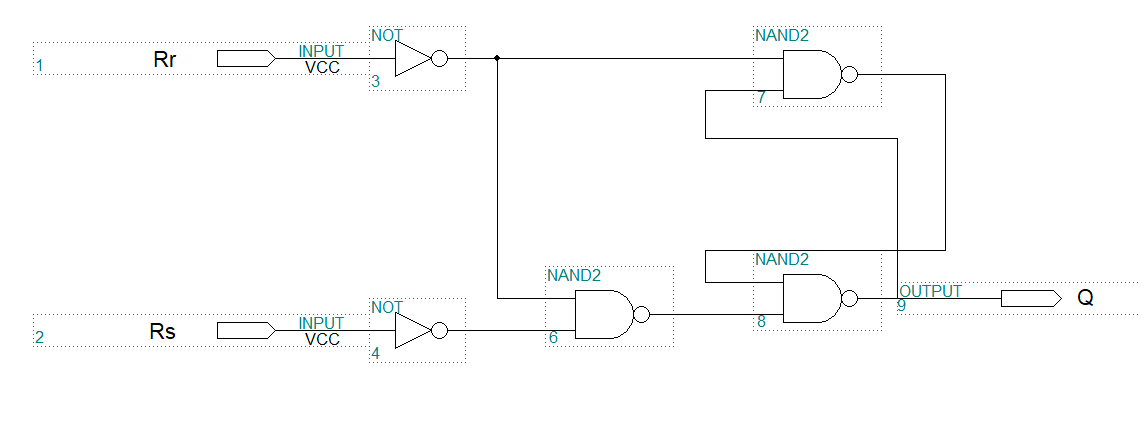 NOT
NAND2
1 Rr INPUT
VCC
3
7
NAND2
NAND2
OUTPUT
9
Q
NOT
2 Rs INPUT
VCC
4
6
8